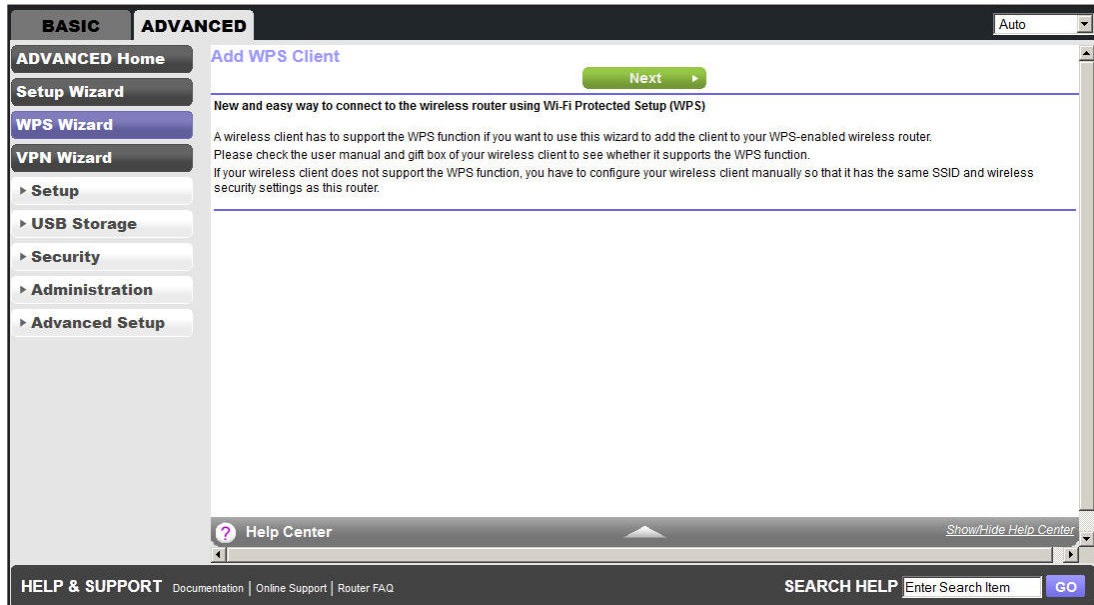 BASIC
ADVANCED
Auto
ADVANCED Home
Setup Wizard
WPS Wizard
VPN Wizard
Setup
USB Storage
Security
Administration
Advanced Setup
Add WPS Client
Next
New and easy way to connect to the wireless router using Wi-Fi Protected Setup (WPS)
A wireless client has to support the WPS function if you want to use this wizard to add the client to your WPS-enabled wireless router.
Please check the user manual and gift box of your wireless client to see whether it supports the WPS function.
If your wireless client does not support the WPS function, you have to configure your wireless client manually so that it has the same SSID and wireless
security settings as this router.
? Help Center
Show/Hide Help Center
HELP & SUPPORT Documentation | Online Support | Router FAQ
SEARCH HELP Enter Search Item GO